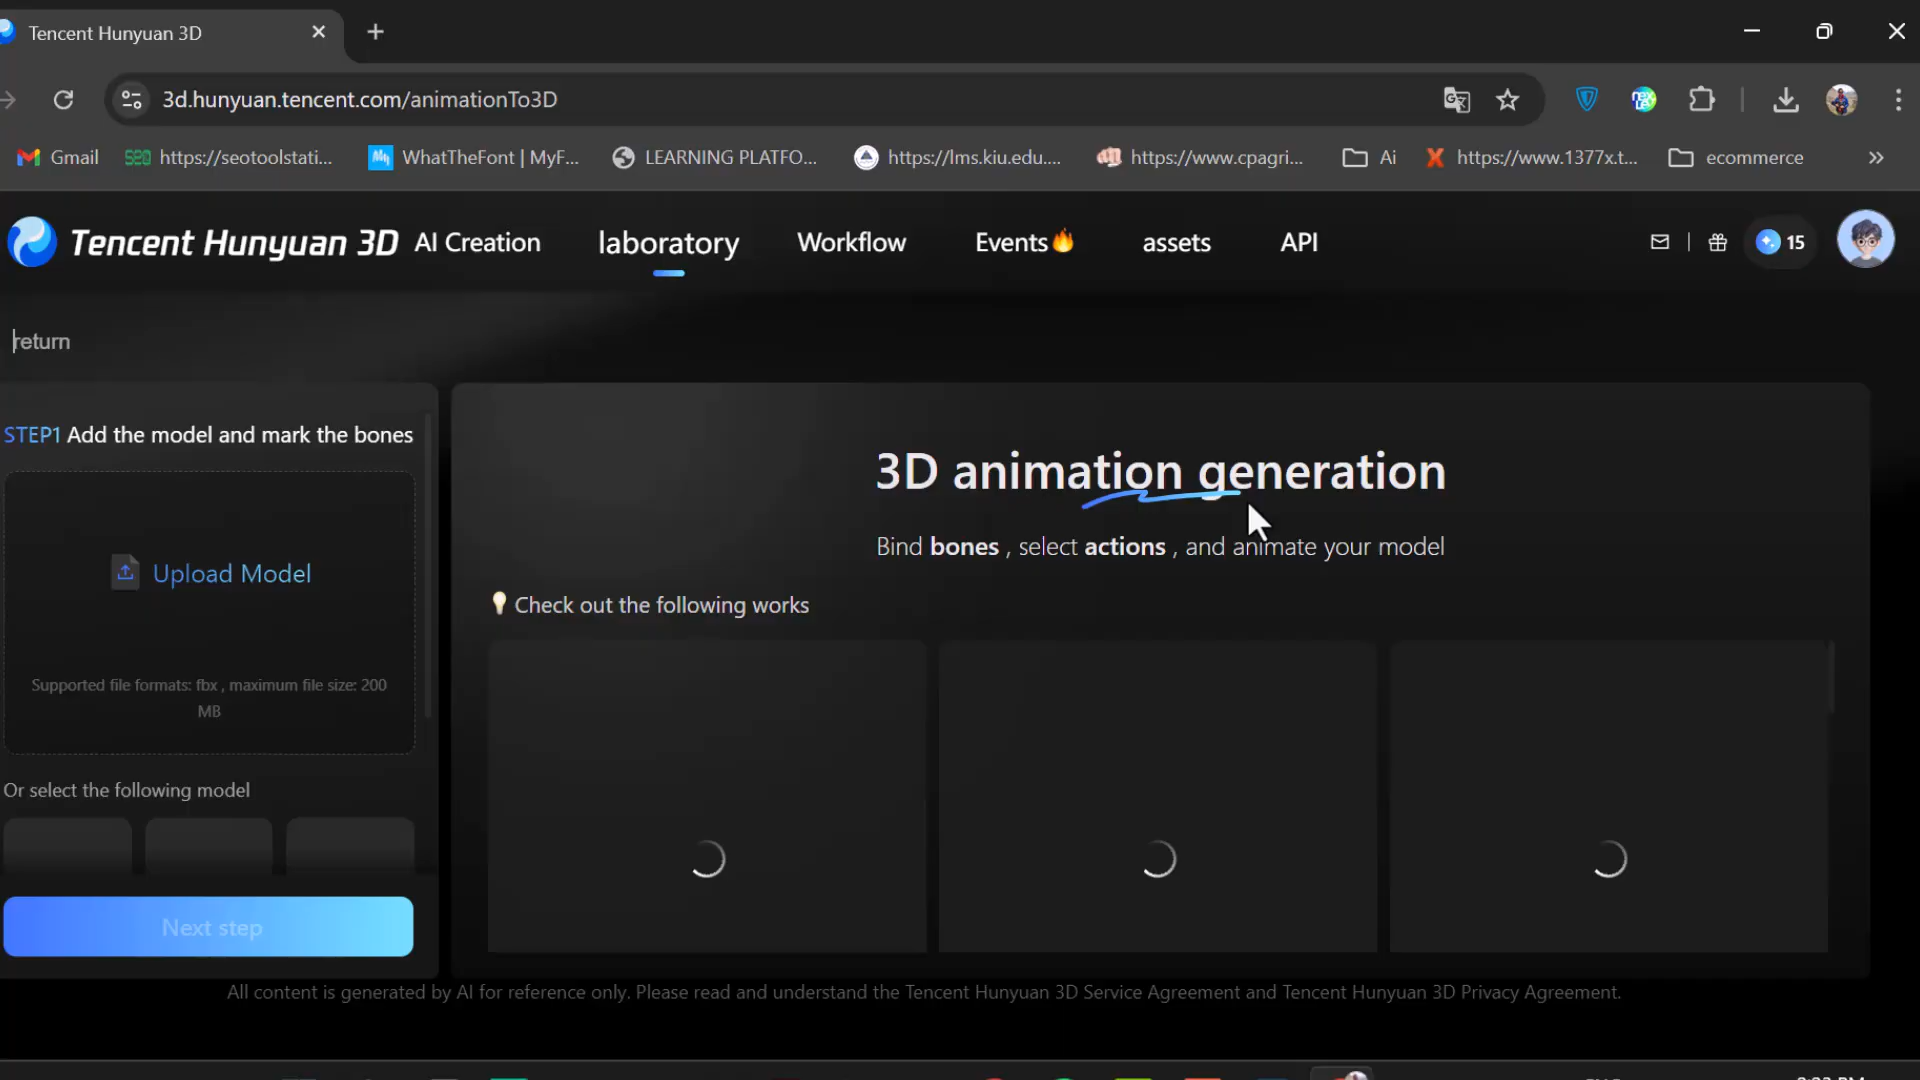 Tencent Hunyuan 3D
3d.hunyuan.tencent.com/animationTo3D
Gmail
SEO https://seotoolstati...
WhatTheFont | MyF...
LEARNING PLATFO...
https://lms.kiu.edu....
https://www.cpagri...
Ai
https://www.1377x.t...
ecommerce
»
Tencent Hunyuan 3D
AI Creation
laboratory
Workflow
Events🔥
assets
API
15
return
STEP1 Add the model and mark the bones
Upload Model
Supported file formats: fbx , maximum file size: 200
MB
Or select the following model
Next step
3D animation generation
Bind bones , select actions , and animate your model
💡 Check out the following works
All content is generated by AI for reference only. Please read and understand the Tencent Hunyuan 3D Service Agreement and Tencent Hunyuan 3D Privacy Agreement.